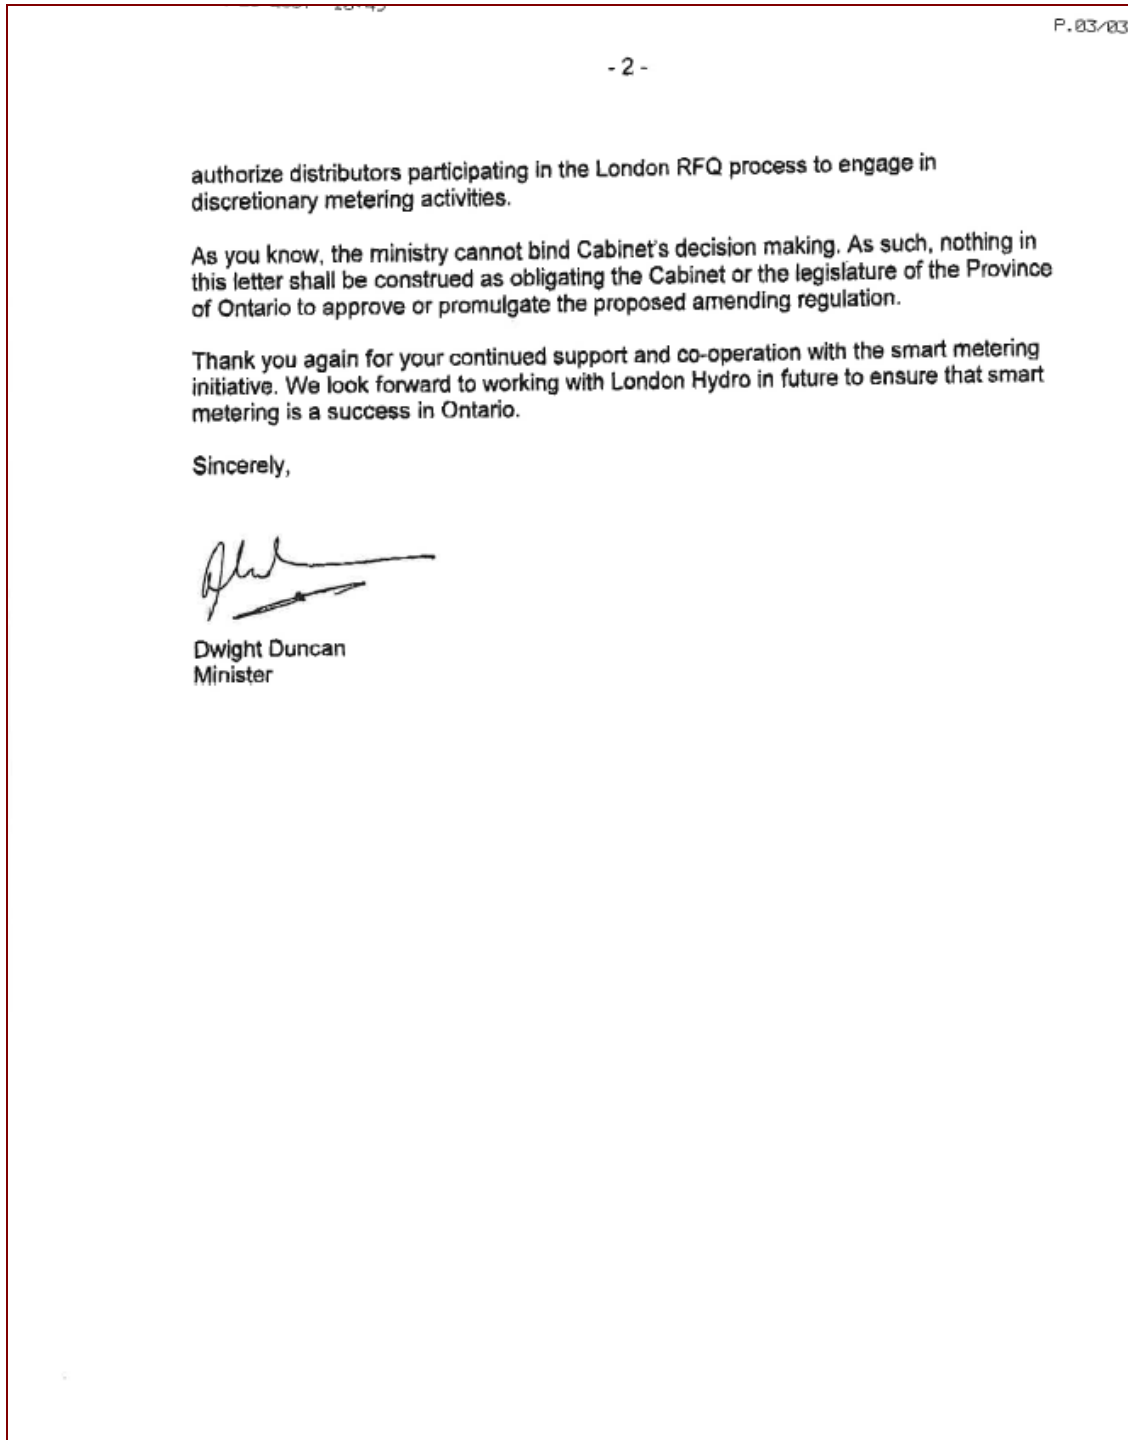 P.03/03
- 2 -
authorize distributors participating in the London RFQ process to engage in
discretionary metering activities.
As you know, the ministry cannot bind Cabinet's decision making. As such, nothing in
this letter shall be construed as obligating the Cabinet or the legislature of the Province
of Ontario to approve or promulgate the proposed amending regulation.
Thank you again for your continued support and co-operation with the smart metering
initiative. We look forward to working with London Hydro in future to ensure that smart
metering is a success in Ontario.
Sincerely,
Dwight Duncan
Minister